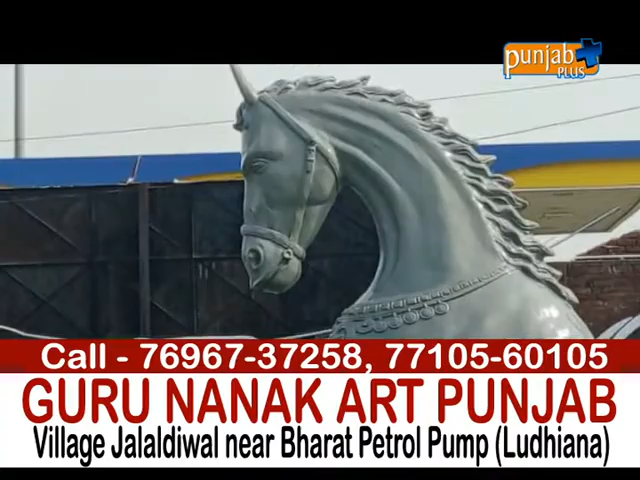 punjab
PLUS
Call - 76967-37258, 77105-60105
GURU NANAK ART PUNJAB
Village Jalaldiwal near Bharat Petrol Pump (Ludhiana)